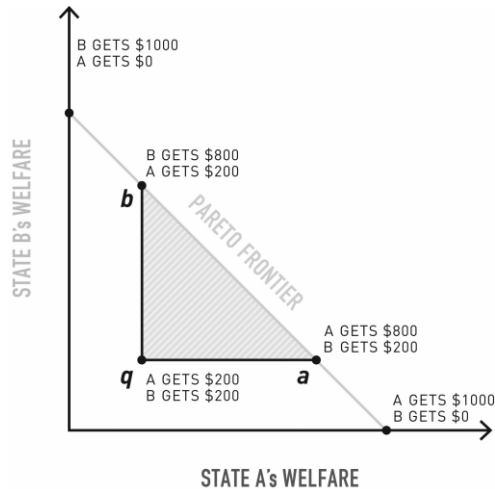 B GETS $1000
A GETS $0
STATE B's WELFARE
B GETS $800
A GETS $200
b
PARETO FRONTIER
A GETS $800
B GETS $200
q
A GETS $200
B GETS $200
a
A GETS $1000
B GETS $0
STATE A's WELFARE